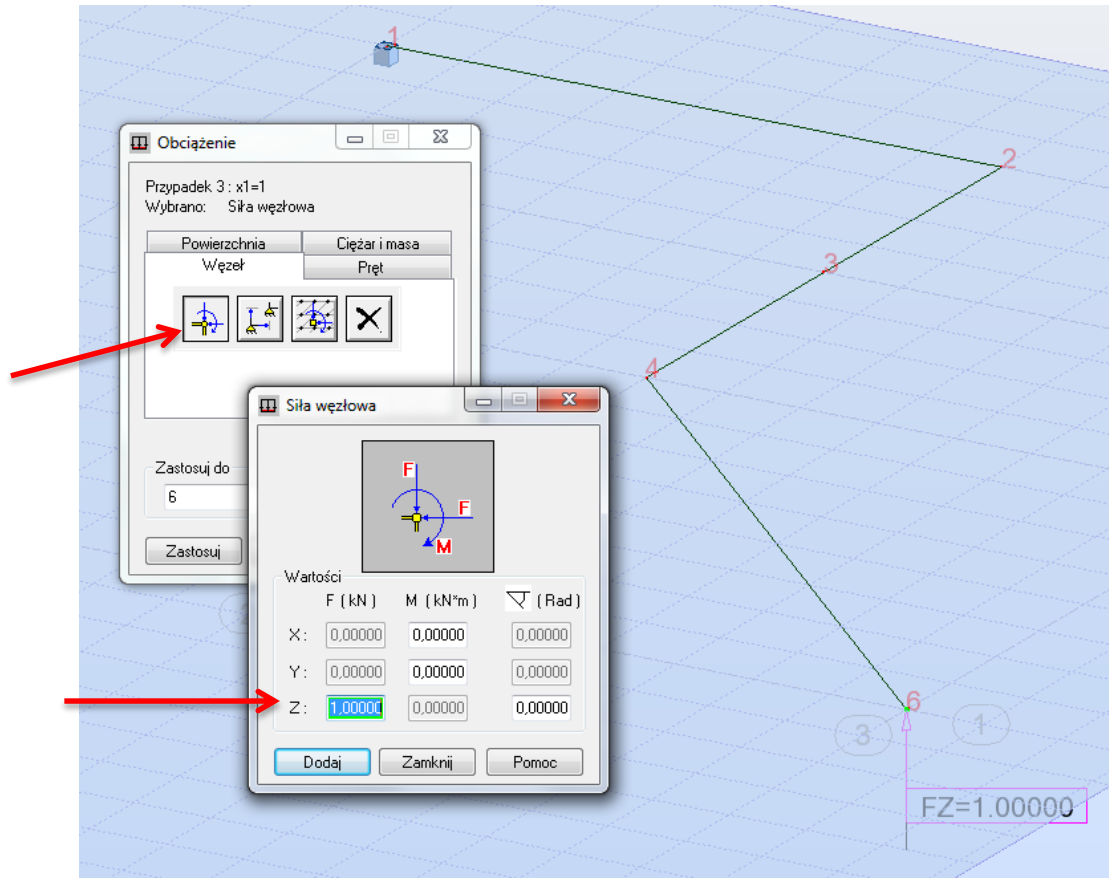 1
2
3
4
6
3
1
FZ=1.00000
Obciążenie
Przypadek 3 : x1=1
Wybrano: Siła węzłowa
Powierzchnia Ciężar i masa
Węzeł Pręt
Zastosuj do
6
Zastosuj
Siła węzłowa
F
F
M
Wartości
F ( kN ) M ( kN*m ) ( Rad )
X : 0,00000 0,00000 0,00000
Y : 0,00000 0,00000 0,00000
Z : 1,00000 0,00000 0,00000
Dodaj Zamknij Pomoc